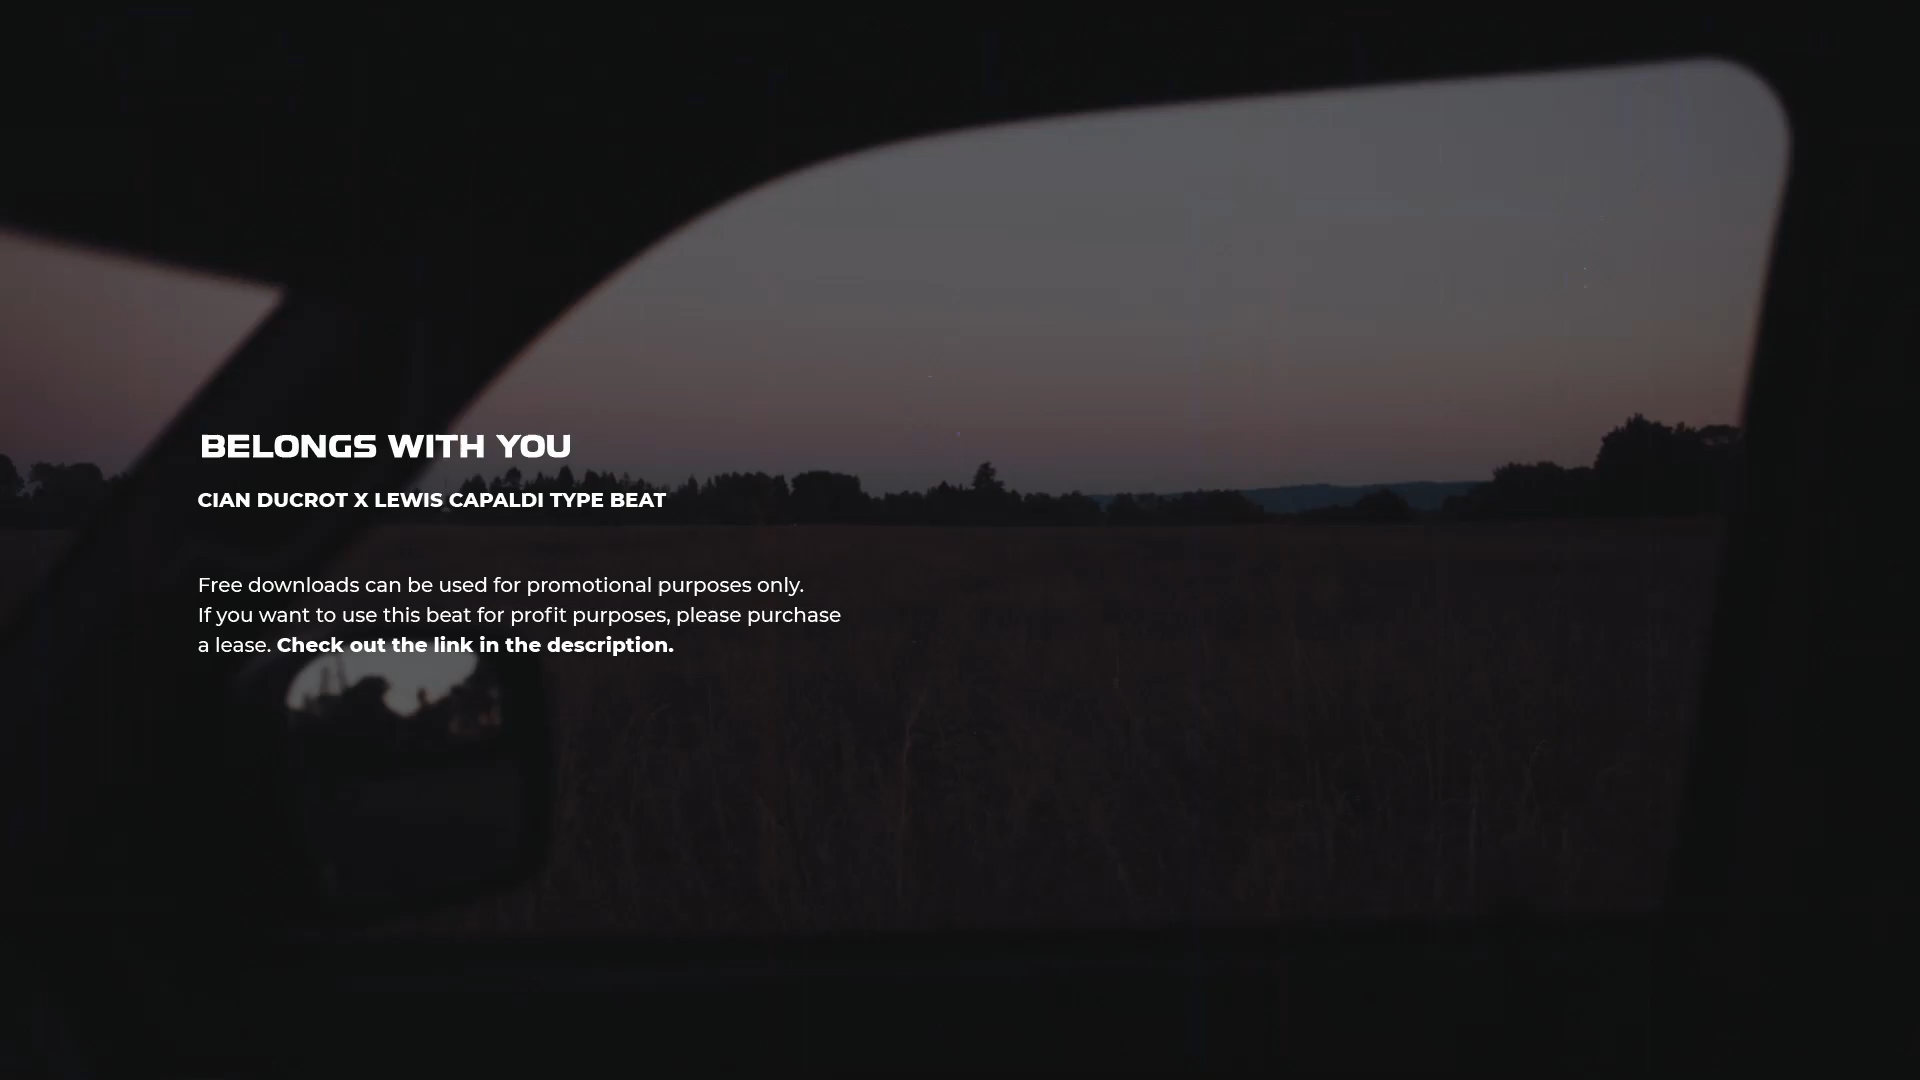 BELONGS WITH YOU
CIAN DUCROT X LEWIS CAPALDI TYPE BEAT
Free downloads can be used for promotional purposes only.
If you want to use this beat for profit purposes, please purchase
a lease. Check out the link in the description.